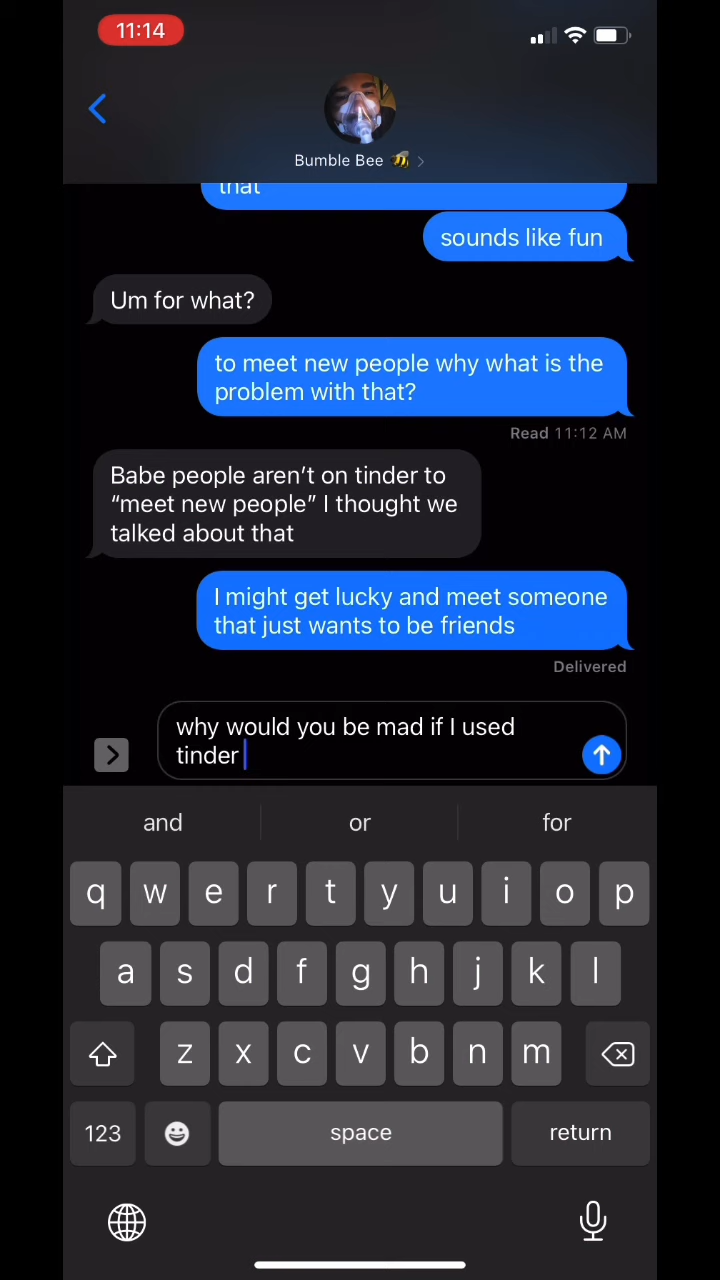 11:14
Bumble Bee 🐝 >
that
sounds like fun
Um for what?
to meet new people why what is the
problem with that?
Read 11:12 AM
Babe people aren't on tinder to
“meet new people” I thought we
talked about that
I might get lucky and meet someone
that just wants to be friends
Delivered
why would you be mad if I used
tinder
and or for
q w e r t y u i o p
a s d f g h j k l
z x c v b n m
123 space return